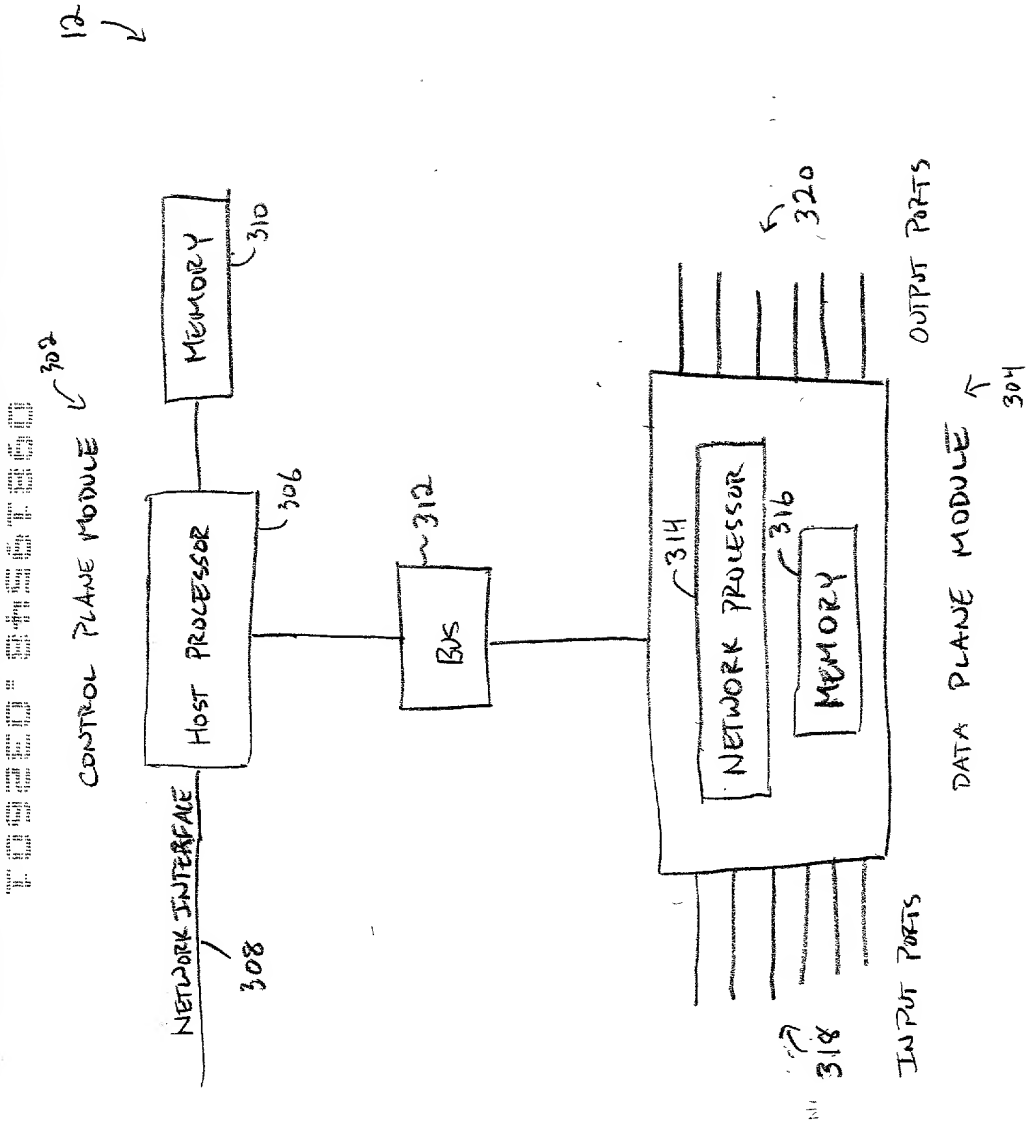 12
CONTROL PLANE MODULE
302
NETWORK INTERFACE
308
HOST PROCESSOR
306
MEMORY
310
BUS
312
314
NETWORK PROCESSOR
316
MEMORY
318
INPUT PORTS
320
OUTPUT PORTS
DATA PLANE MODULE
304